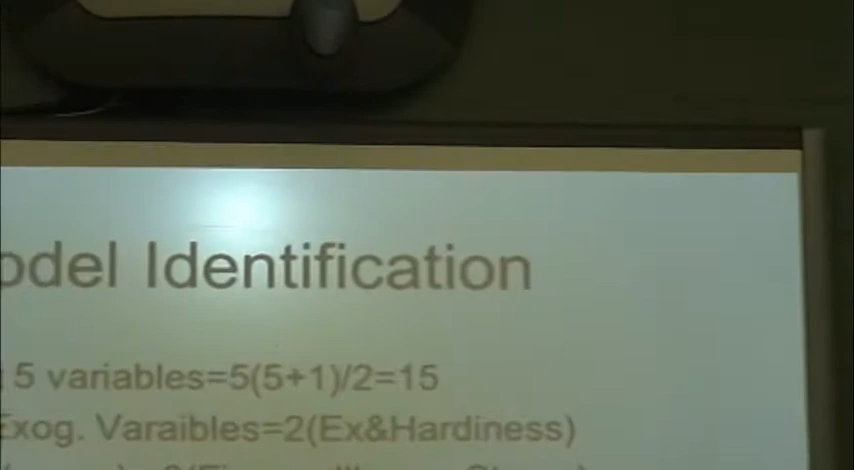 odel Identification
5 variables=5(5+1)/2=15
Exog. Varaibles=2(Ex&Hardiness)